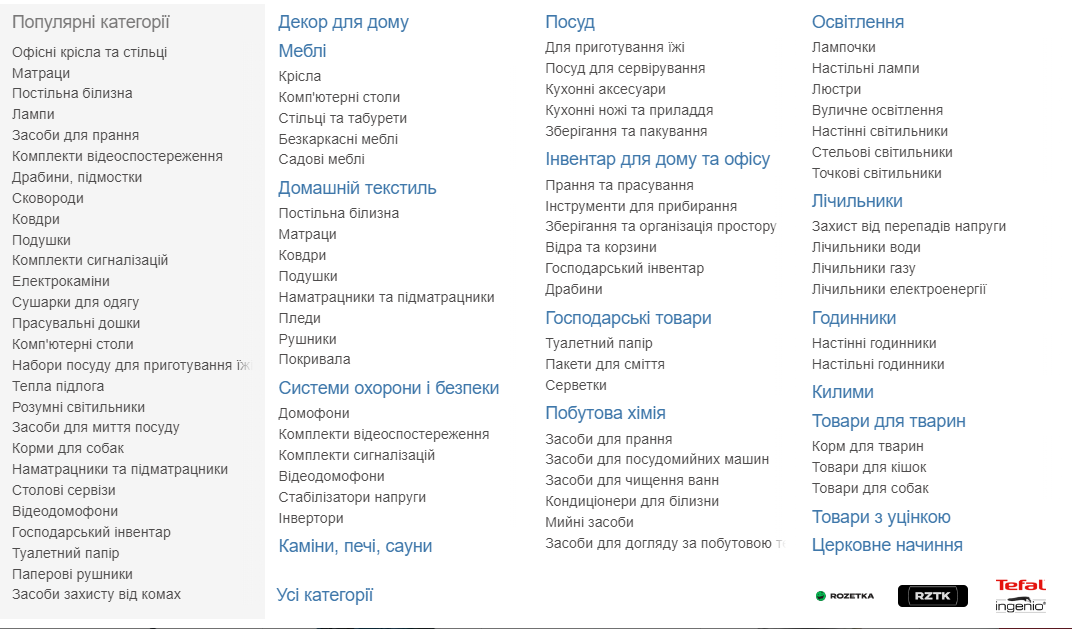 Популярні категорії
Офісні крісла та стільці
Матраци
Постільна білизна
Лампи
Засоби для прання
Комплекти відеоспостереження
Драбини, підмостки
Сковороди
Ковдри
Подушки
Комплекти сигналізацій
Електрокаміни
Сушарки для одягу
Прасувальні дошки
Комп'ютерні столи
Набори посуду для приготування їж
Тепла підлога
Розумні світильники
Засоби для миття посуду
Корми для собак
Наматрацники та підматрацники
Столові сервізи
Відеодомофони
Господарський інвентар
Туалетний папір
Паперові рушники
Засоби захисту від комах
Декор для дому
Меблі
Крісла
Комп'ютерні столи
Стільці та табурети
Безкаркасні меблі
Садові меблі
Домашній текстиль
Постільна білизна
Матраци
Ковдри
Подушки
Наматрацники та підматрацники
Пледи
Рушники
Покривала
Системи охорони і безпеки
Домофони
Комплекти відеоспостереження
Комплекти сигналізацій
Відеодомофони
Стабілізатори напруги
Інвертори
Каміни, печі, сауни
Посуд
Для приготування їжі
Посуд для сервірування
Кухонні аксесуари
Кухонні ножі та приладдя
Зберігання та пакування
Інвентар для дому та офісу
Прання та прасування
Інструменти для прибирання
Зберігання та організація простору
Відра та корзини
Господарський інвентар
Драбини
Господарські товари
Туалетний папір
Пакети для сміття
Серветки
Побутова хімія
Засоби для прання
Засоби для посудомийних машин
Засоби для чищення ванн
Кондиціонери для білизни
Мийні засоби
Засоби для догляду за побутовою т
Освітлення
Лампочки
Настільні лампи
Люстри
Вуличне освітлення
Настінні світильники
Стельові світильники
Точкові світильники
Лічильники
Захист від перепадів напруги
Лічильники води
Лічильники газу
Лічильники електроенергії
Годинники
Настінні годинники
Настільні годинники
Килими
Товари для тварин
Корм для тварин
Товари для кішок
Товари для собак
Товари з уцінкою
Церковне начиння
Усі категорії
ROZETKA
RZTK
Tefal
ingenio